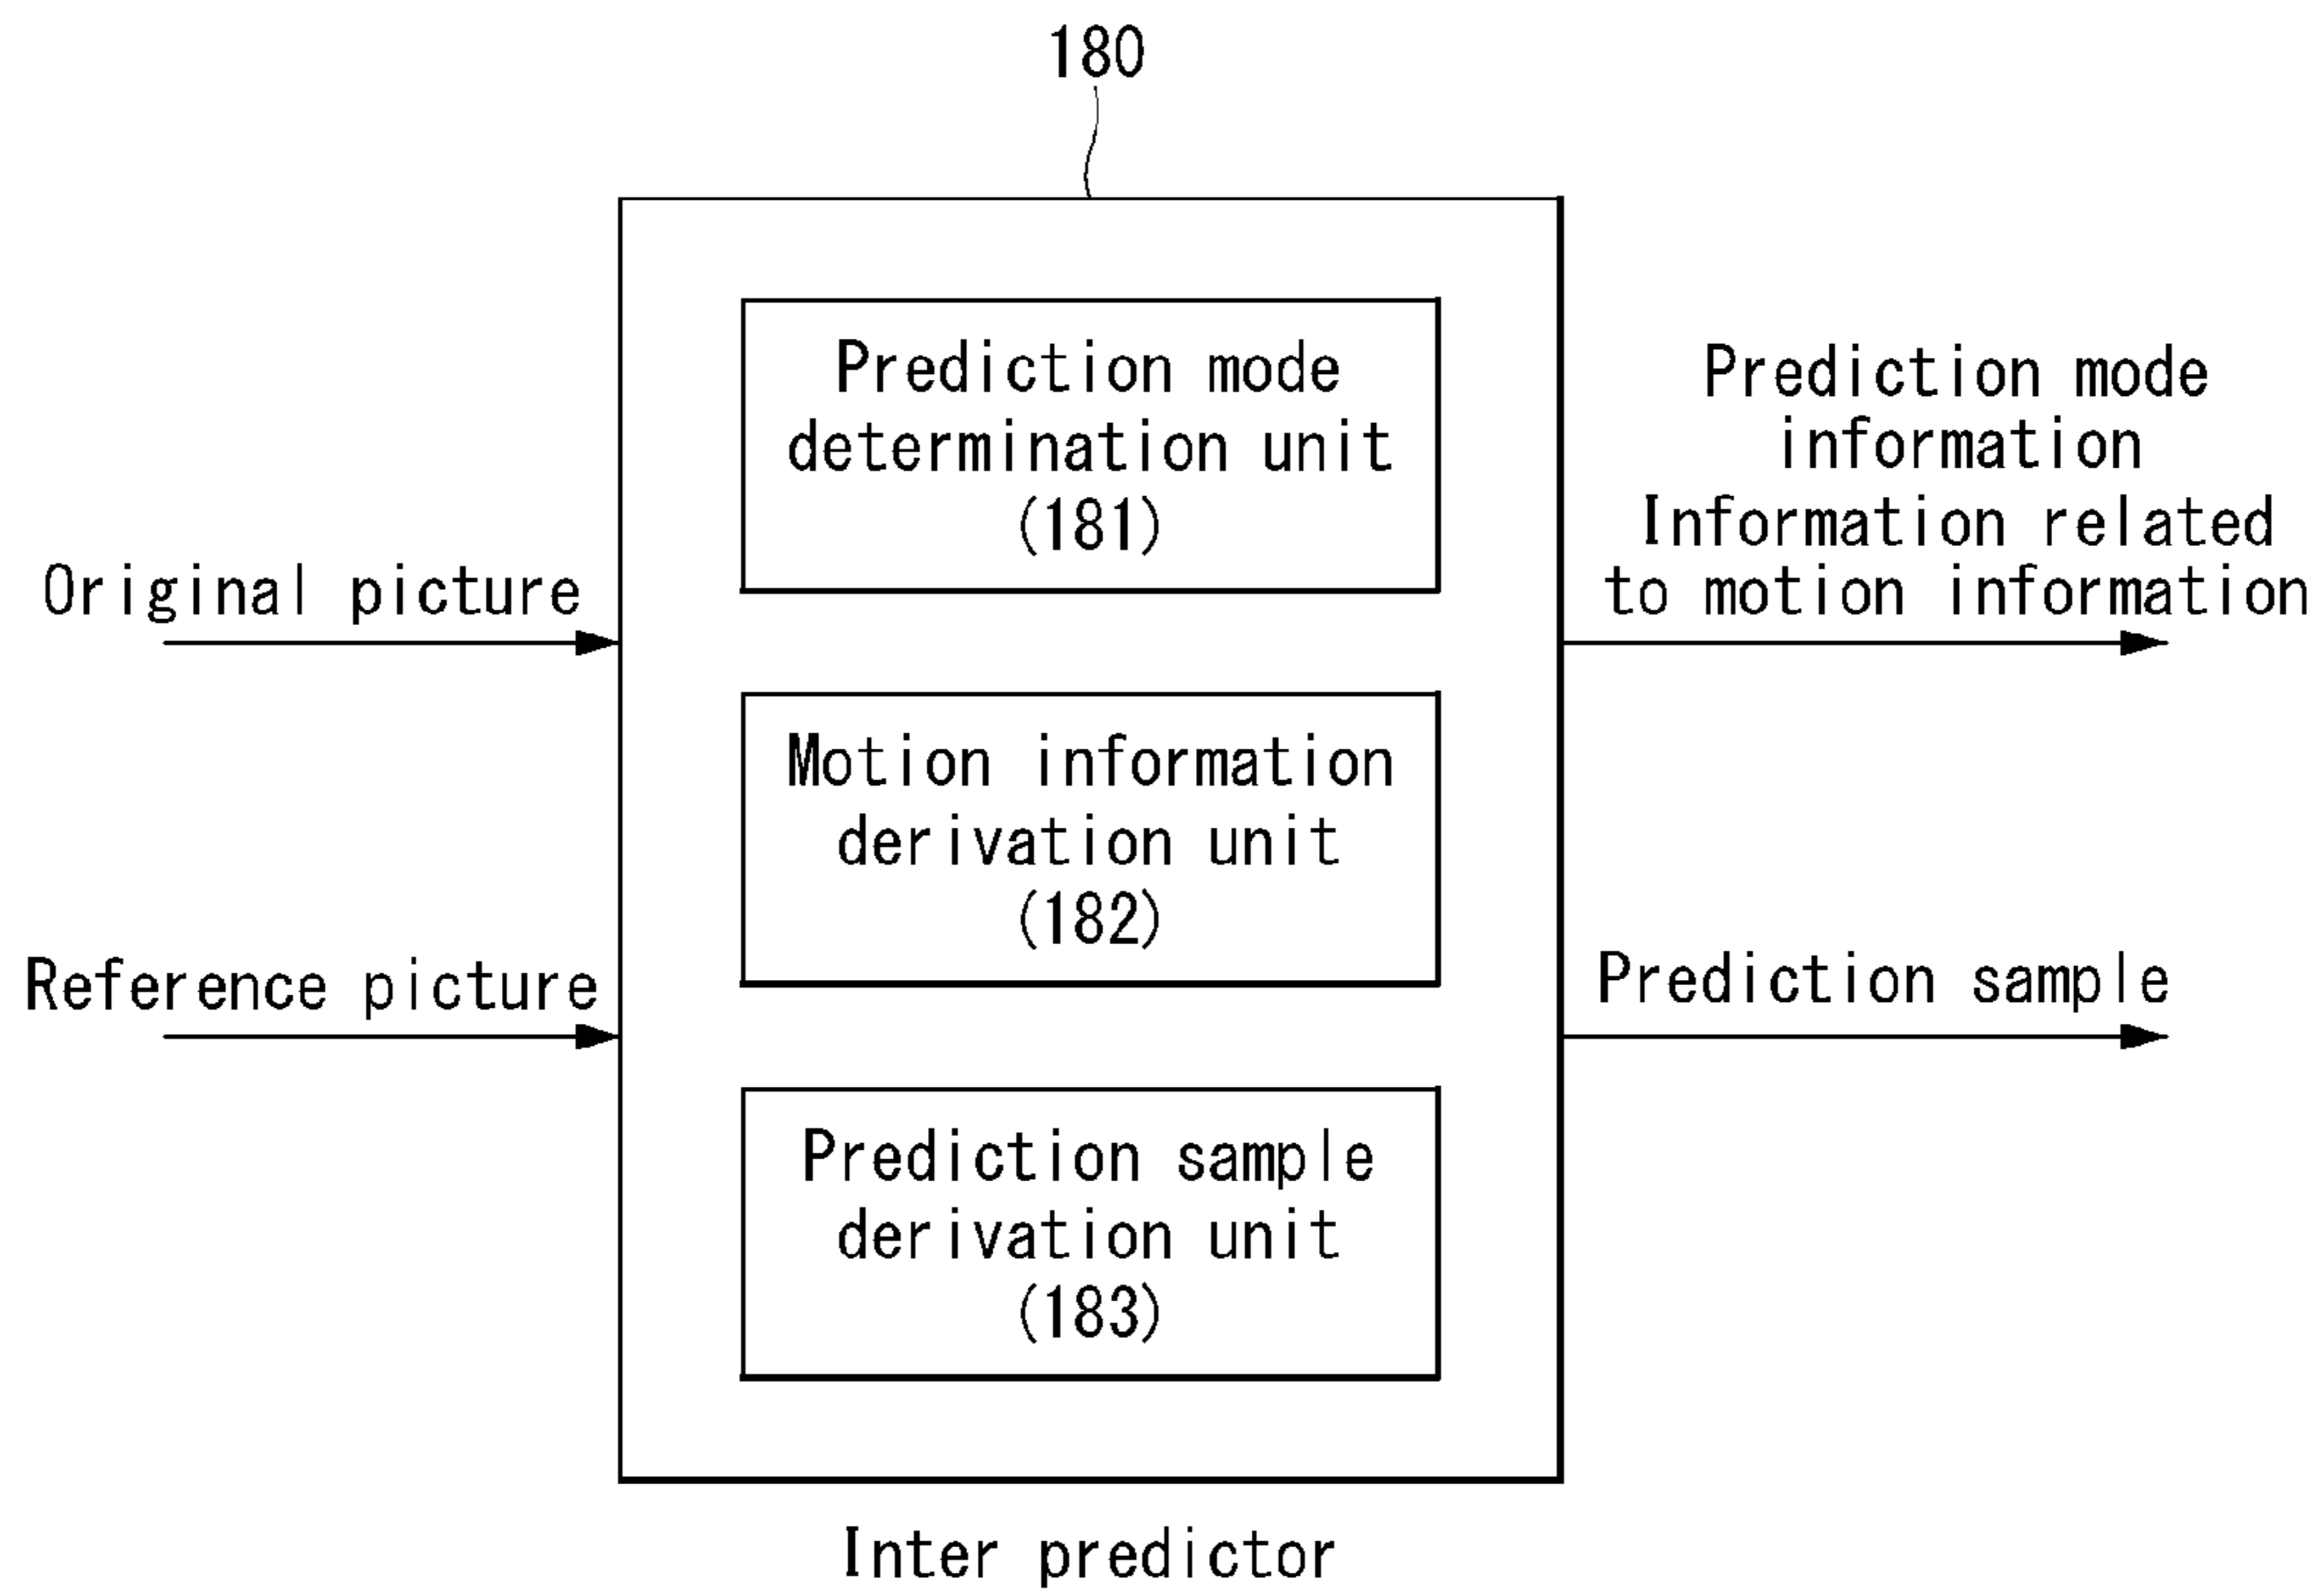 180
Prediction mode
determination unit
(181)
Prediction mode
information
Information related
to motion information
Original picture
Motion information
derivation unit
(182)
Reference picture
Prediction sample
Prediction sample
derivation unit
(183)
Inter predictor